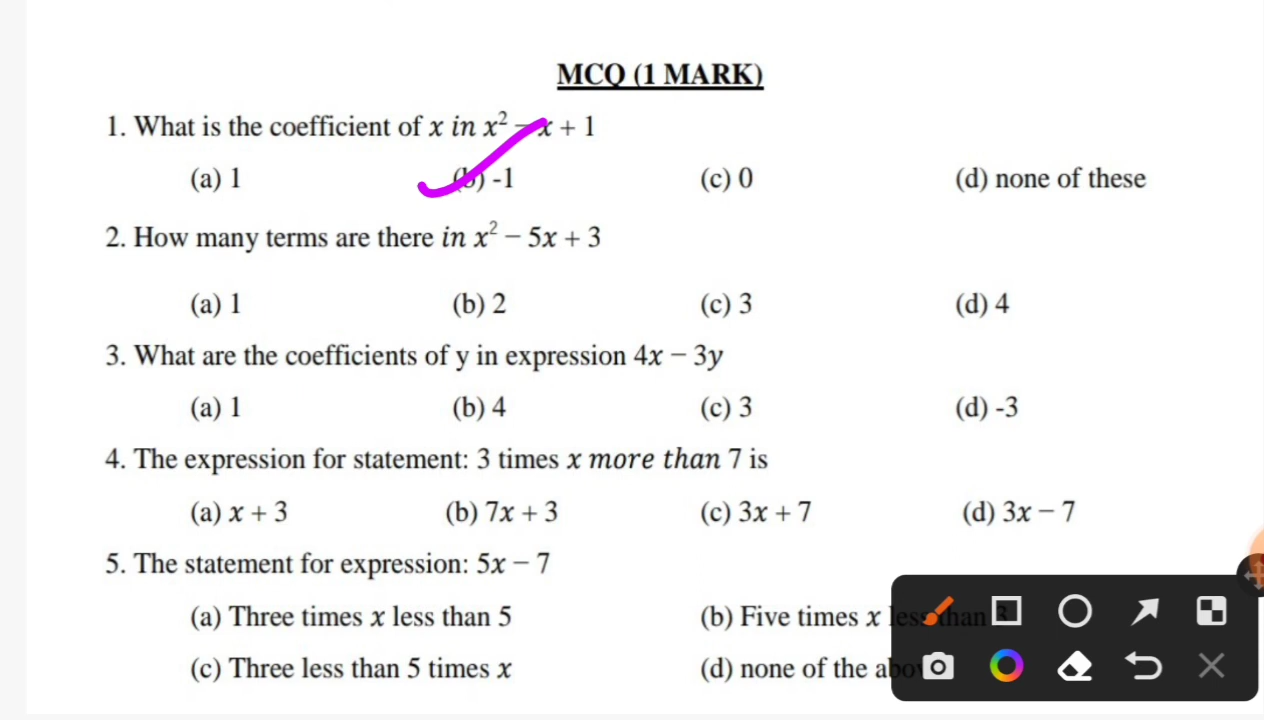 MCQ (1 MARK)
1. What is the coefficient of x in x² − x + 1
(a) 1 (b) -1 (c) 0 (d) none of these
2. How many terms are there in x² − 5x + 3
(a) 1 (b) 2 (c) 3 (d) 4
3. What are the coefficients of y in expression 4x − 3y
(a) 1 (b) 4 (c) 3 (d) -3
4. The expression for statement: 3 times x more than 7 is
(a) x + 3 (b) 7x + 3 (c) 3x + 7 (d) 3x − 7
5. The statement for expression: 5x − 7
(a) Three times x less than 5 (b) Five times x less than
(c) Three less than 5 times x (d) none of the